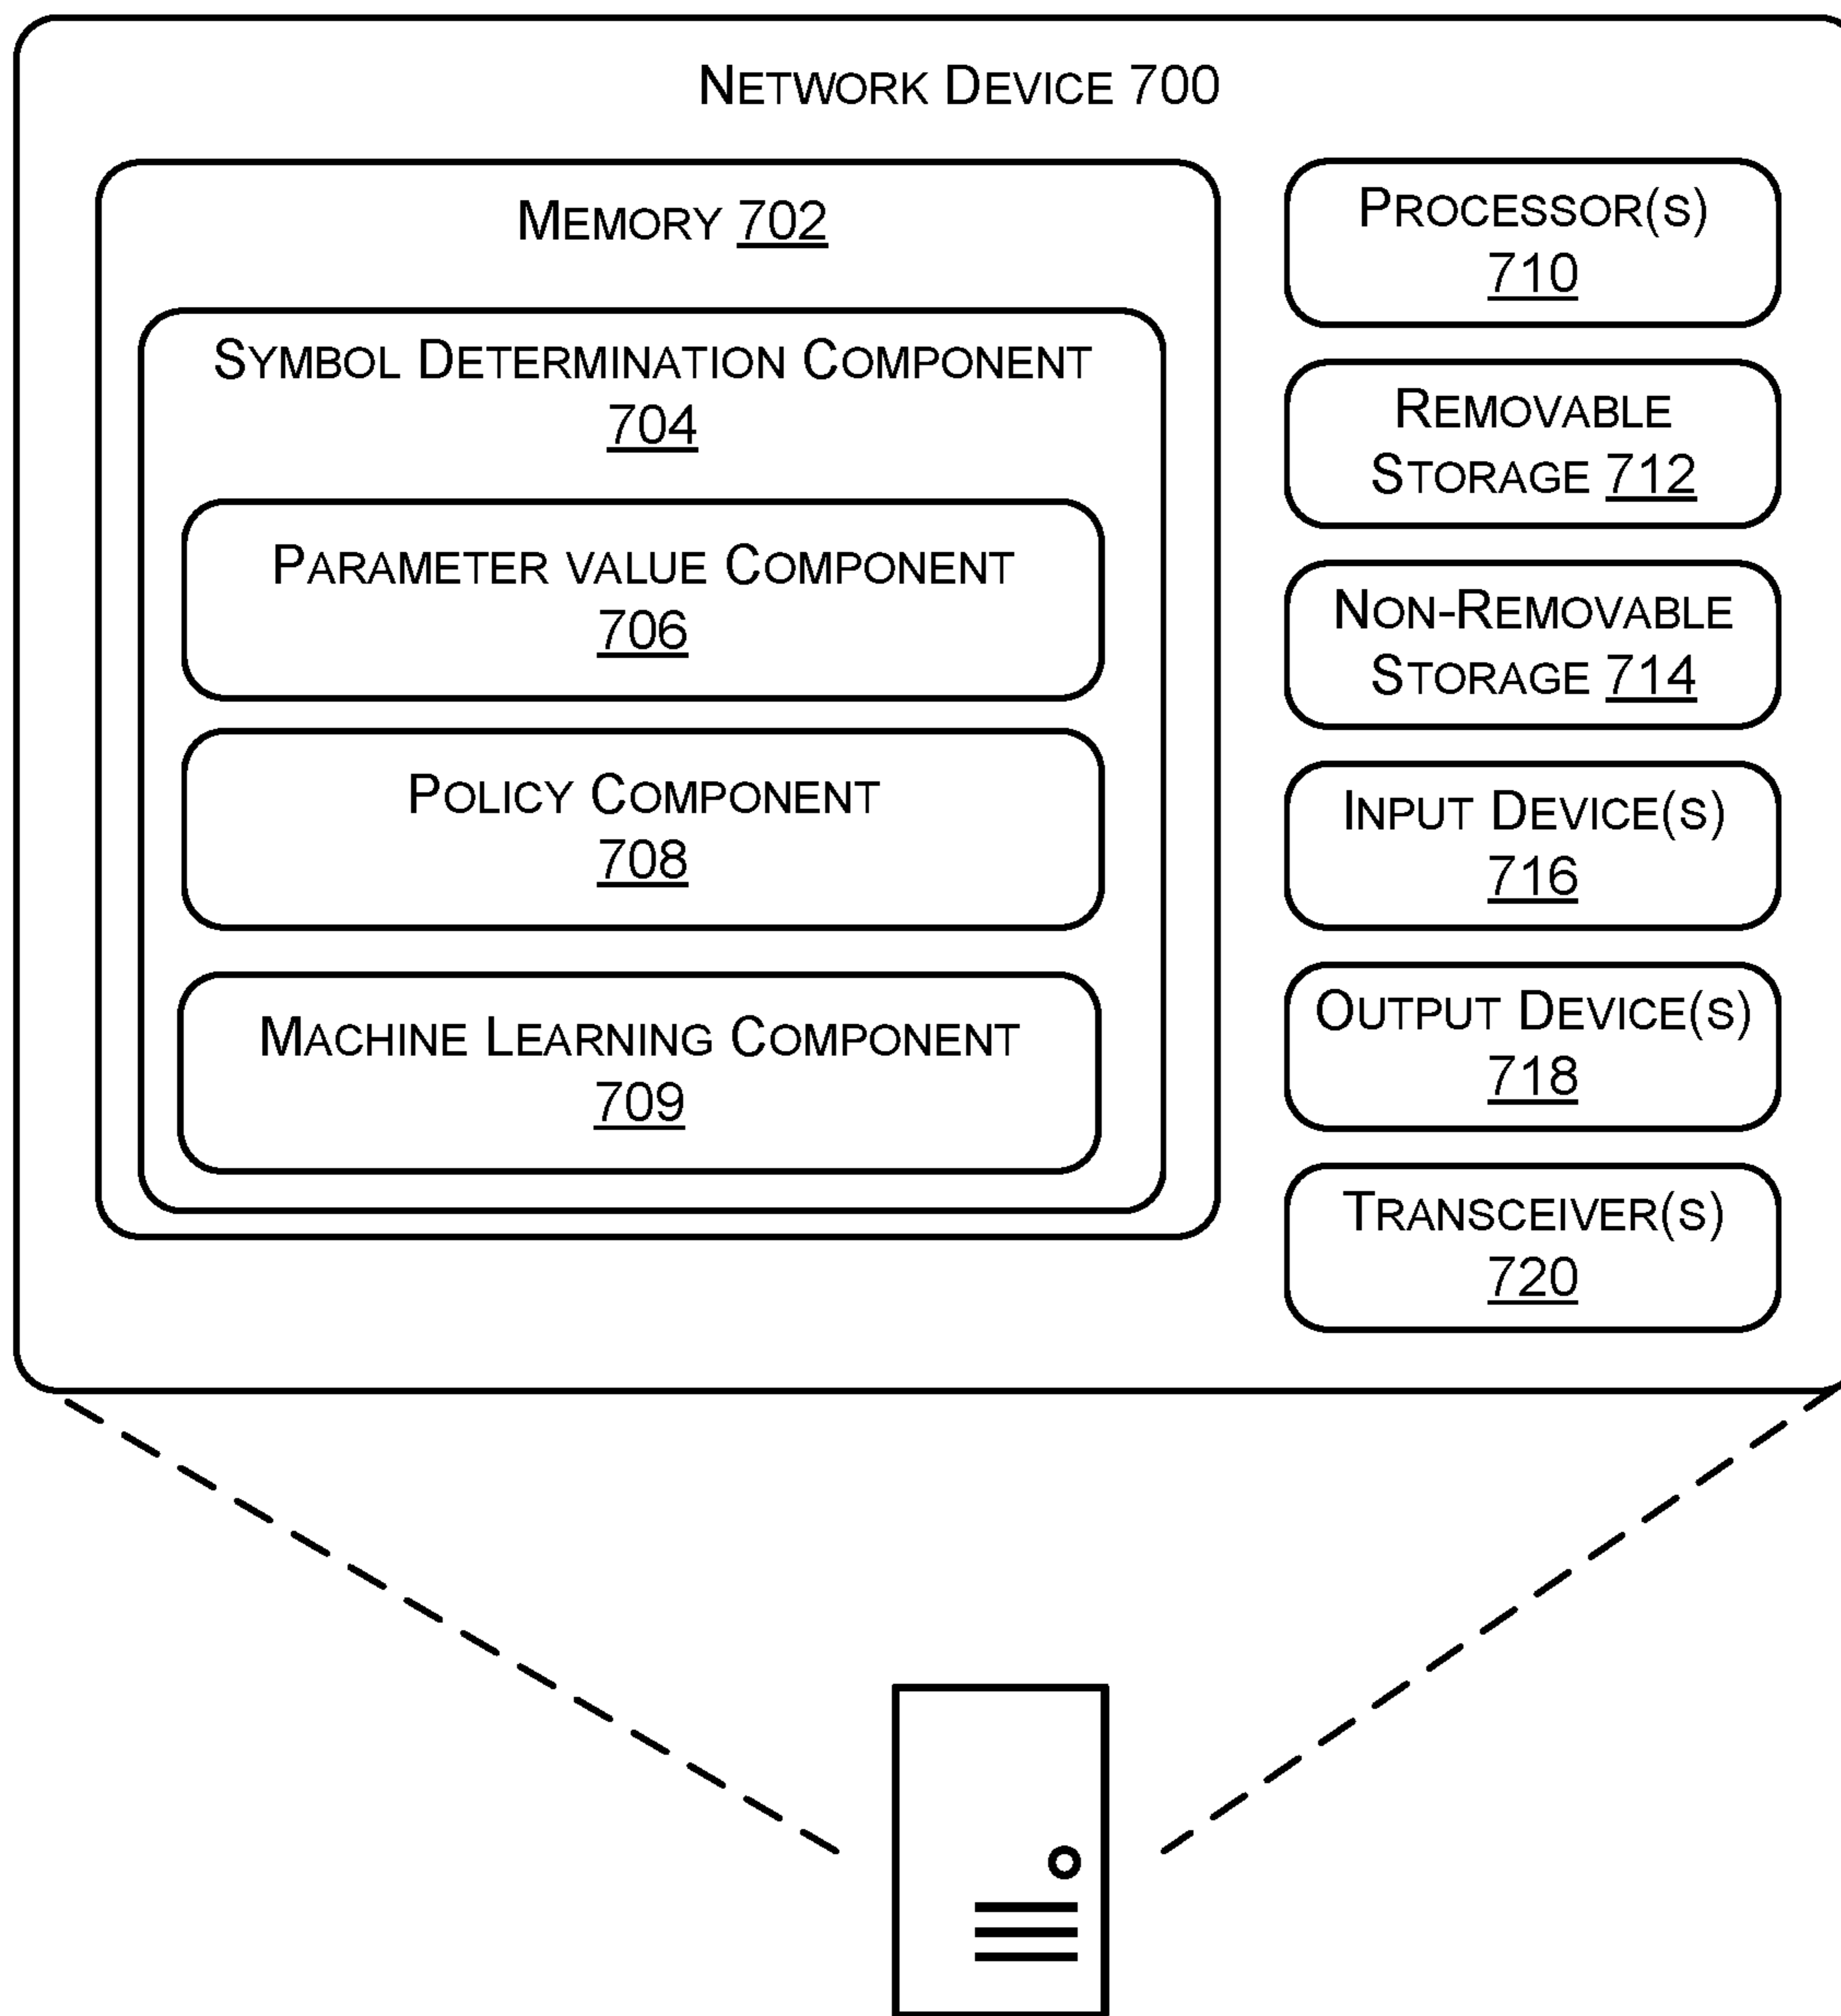 NETWORK DEVICE 700
MEMORY 702
SYMBOL DETERMINATION COMPONENT
704
PARAMETER VALUE COMPONENT
706
POLICY COMPONENT
708
MACHINE LEARNING COMPONENT
709
PROCESSOR(S)
710
REMOVABLE
STORAGE 712
NON-REMOVABLE
STORAGE 714
INPUT DEVICE(S)
716
OUTPUT DEVICE(S)
718
TRANSCEIVER(S)
720